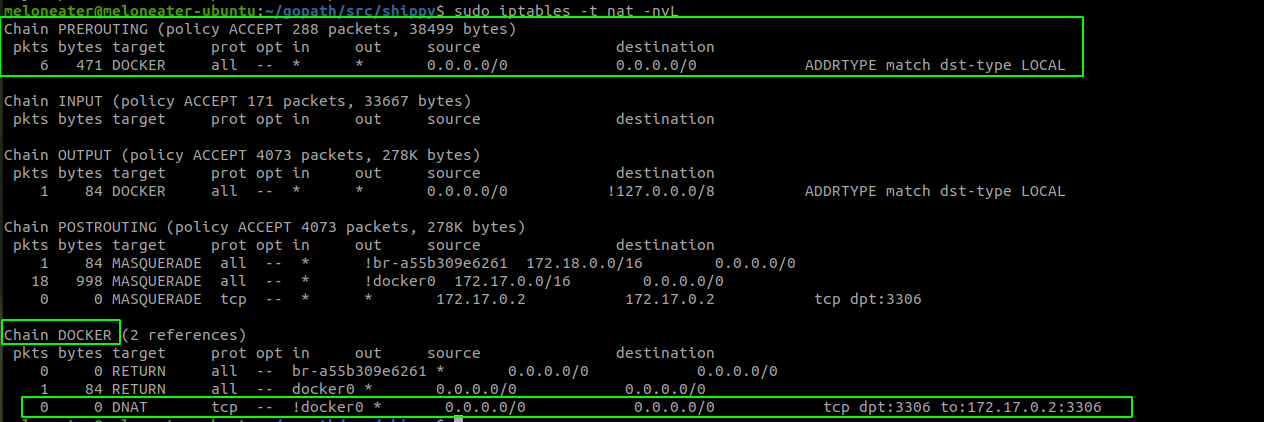 meloneater@meloneater-ubuntu:~/gopath/src/shippy$ sudo iptables -t nat -nvL
Chain PREROUTING (policy ACCEPT 288 packets, 38499 bytes)
 pkts bytes target     prot opt in     out     source               destination
    6   471 DOCKER     all  --  *      *       0.0.0.0/0            0.0.0.0/0            ADDRTYPE match dst-type LOCAL
Chain INPUT (policy ACCEPT 171 packets, 33667 bytes)
 pkts bytes target     prot opt in     out     source               destination
Chain OUTPUT (policy ACCEPT 4073 packets, 278K bytes)
 pkts bytes target     prot opt in     out     source               destination
    1    84 DOCKER     all  --  *      *       0.0.0.0/0           !127.0.0.0/8          ADDRTYPE match dst-type LOCAL
Chain POSTROUTING (policy ACCEPT 4073 packets, 278K bytes)
 pkts bytes target     prot opt in     out     source               destination
    1    84 MASQUERADE  all  --  *      !br-a55b309e6261  172.18.0.0/16        0.0.0.0/0
   18   998 MASQUERADE  all  --  *      !docker0  172.17.0.0/16        0.0.0.0/0
    0     0 MASQUERADE  tcp  --  *      *       172.17.0.2           172.17.0.2           tcp dpt:3306
Chain DOCKER (2 references)
 pkts bytes target     prot opt in     out     source               destination
    0     0 RETURN     all  --  br-a55b309e6261 *       0.0.0.0/0            0.0.0.0/0
    1    84 RETURN     all  --  docker0 *       0.0.0.0/0            0.0.0.0/0
    0     0 DNAT       tcp  --  !docker0 *       0.0.0.0/0            0.0.0.0/0            tcp dpt:3306 to:172.17.0.2:3306